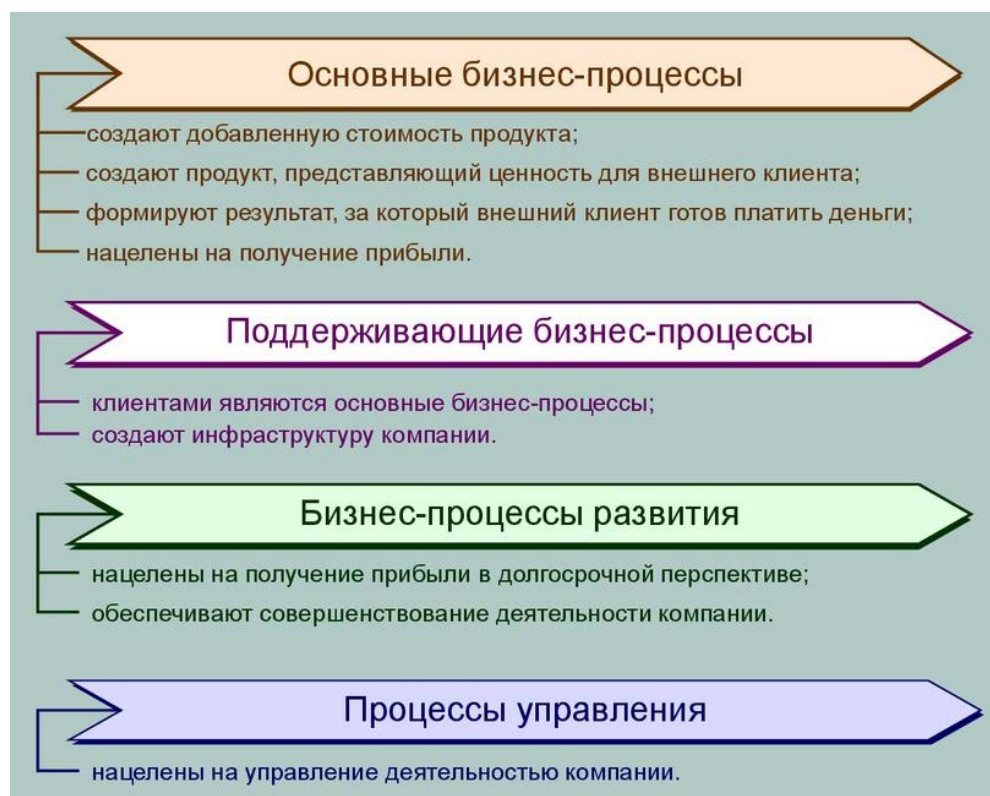 Основные бизнес-процессы
создают добавленную стоимость продукта;
создают продукт, представляющий ценность для внешнего клиента;
формируют результат, за который внешний клиент готов платить деньги;
нацелены на получение прибыли.
Поддерживающие бизнес-процессы
клиентами являются основные бизнес-процессы;
создают инфраструктуру компании.
Бизнес-процессы развития
нацелены на получение прибыли в долгосрочной перспективе;
обеспечивают совершенствование деятельности компании.
Процессы управления
нацелены на управление деятельностью компании.